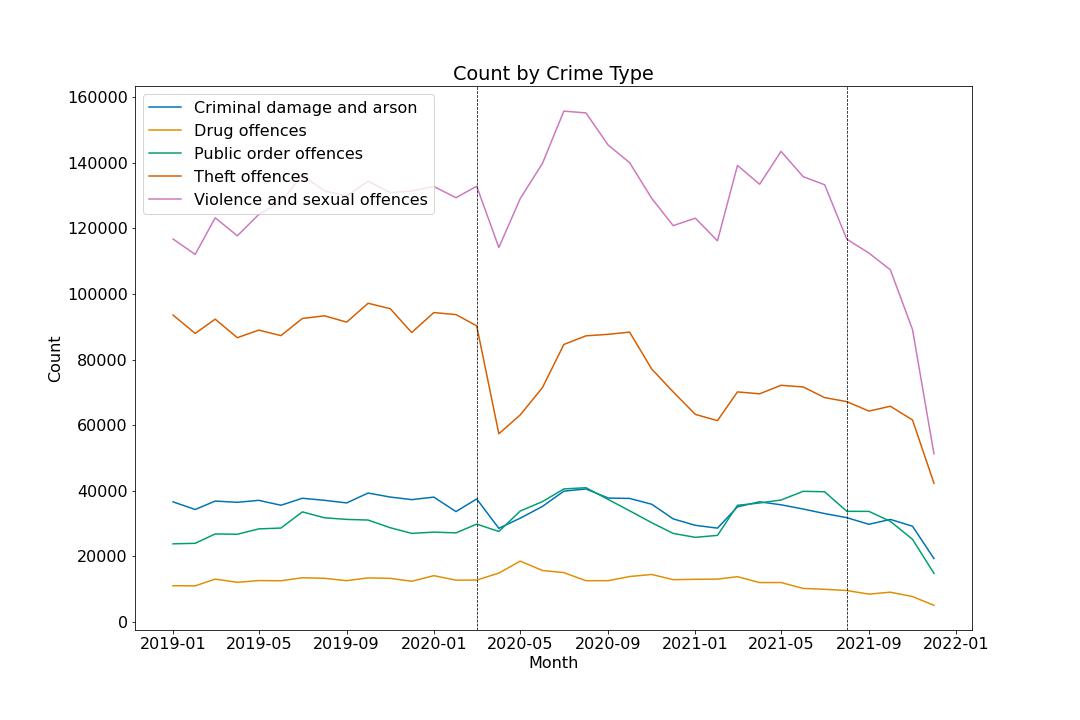 Count by Crime Type
Criminal damage and arson
Drug offences
Public order offences
Theft offences
Violence and sexual offences
160000
140000
120000
100000
80000
60000
40000
20000
0
Count
2019-01 2019-05 2019-09 2020-01 2020-05 2020-09 2021-01 2021-05 2021-09 2022-01
Month